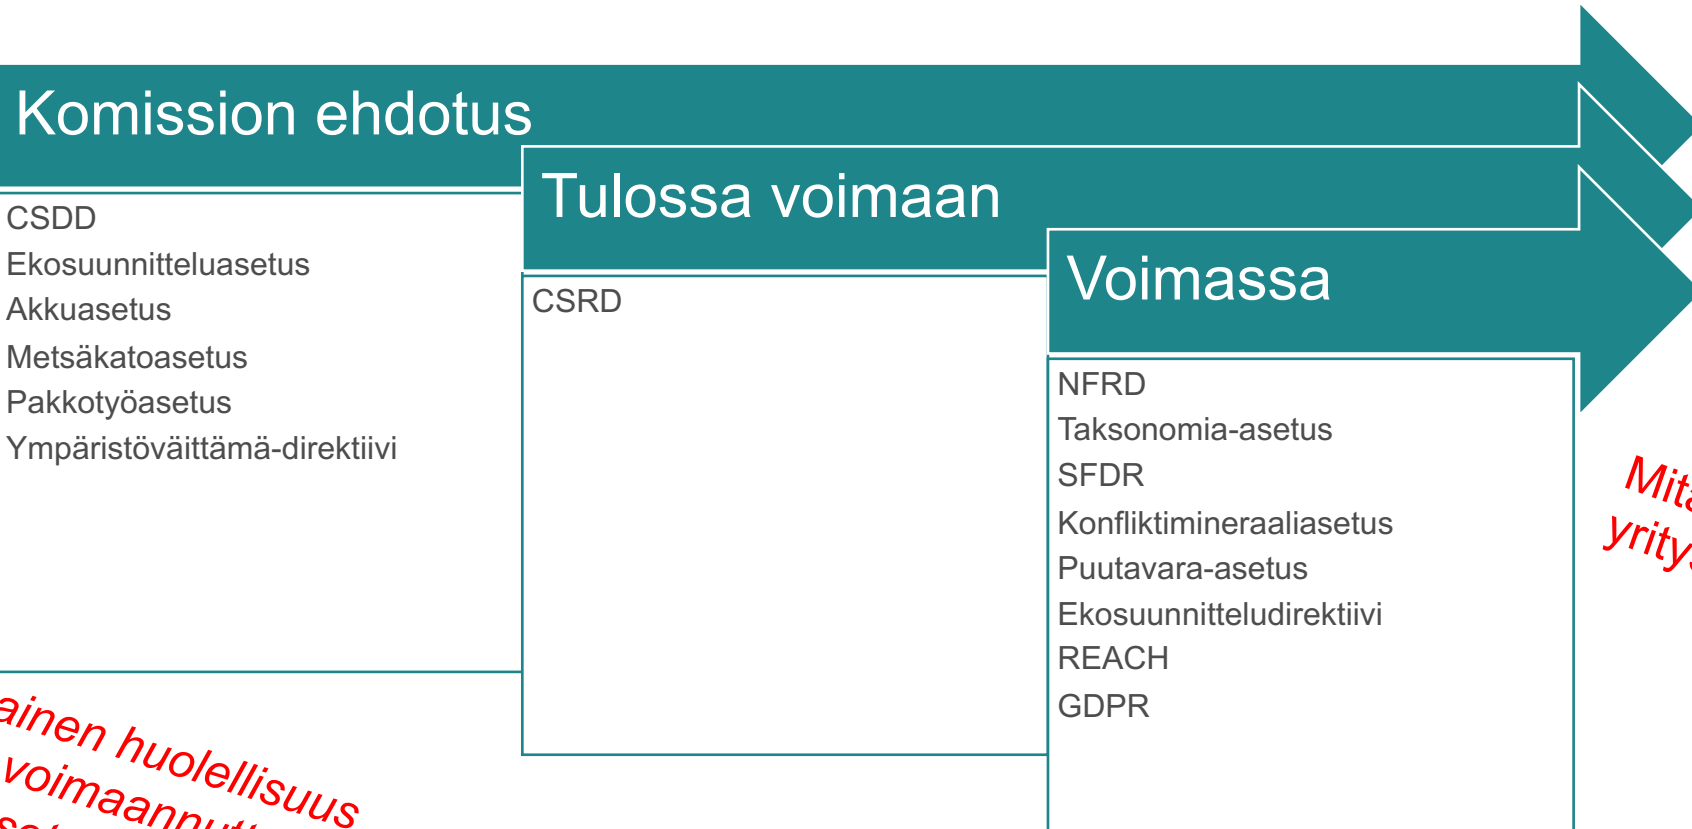 Komission ehdotus
CSDD
Ekosuunnitteluasetus
Akkuasetus
Metsäkatoasetus
Pakkotyöasetus
Ympäristöväittämä-direktiivi
Tulossa voimaan
CSRD
Voimassa
NFRD
Taksonomia-asetus
SFDR
Konfliktimineraaliasetus
Puutavara-asetus
Ekosuunnitteludirektiivi
REACH
GDPR
huolellisuus